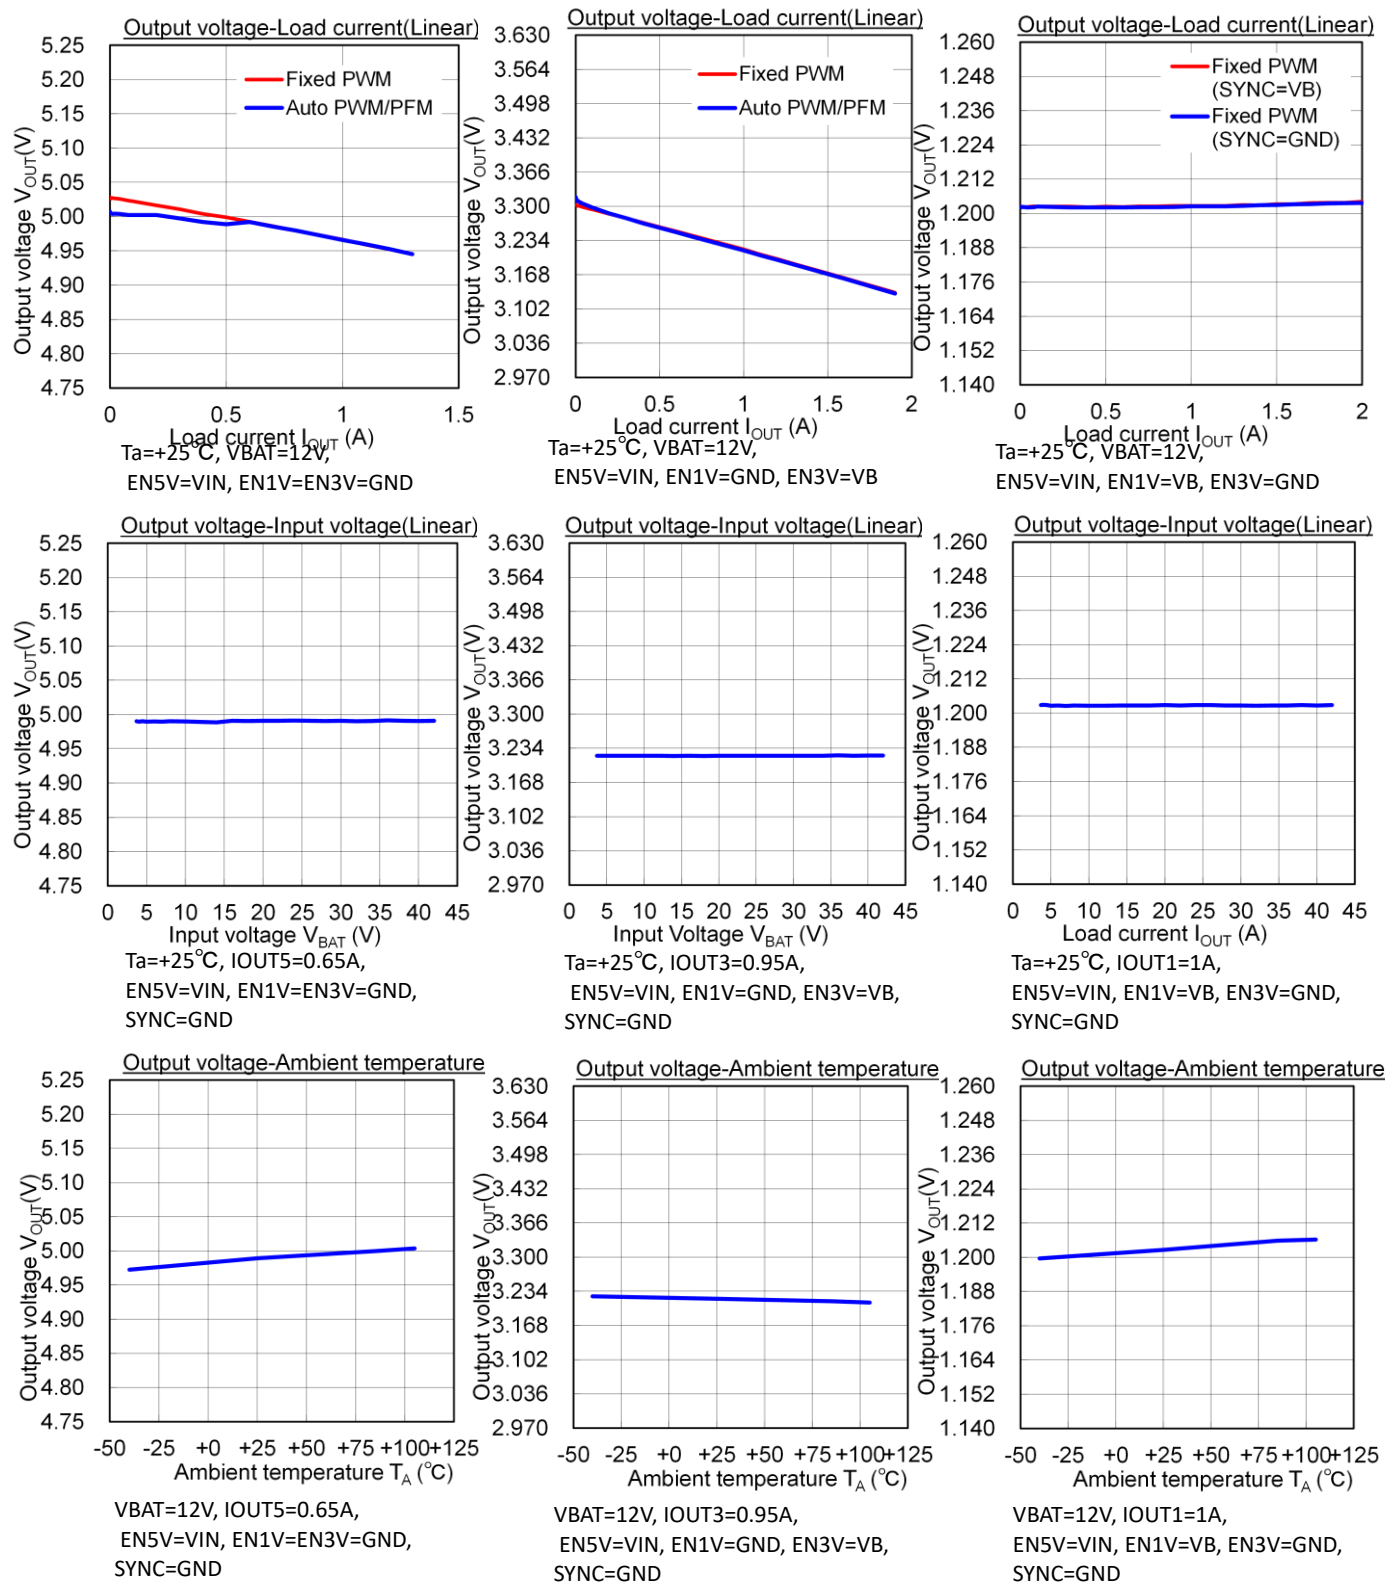 Output voltage-Load current(Linear)
5.25
5.20
5.15
5.10
5.05
5.00
4.95
4.90
4.85
4.80
4.75
Output voltage VOUT(V)
Fixed PWM
Auto PWM/PFM
0 0.5 1 1.5
Load current IOUT (A)
Ta=+25℃, VBAT=12V,
EN5V=VIN, EN1V=EN3V=GND
Output voltage-Load current(Linear)
3.630
3.564
3.498
3.432
3.366
3.300
3.234
3.168
3.102
3.036
2.970
Output voltage VOUT(V)
Fixed PWM
Auto PWM/PFM
0 0.5 1 1.5 2
Load current IOUT (A)
Ta=+25℃, VBAT=12V,
EN5V=VIN, EN1V=GND, EN3V=VB
Output voltage-Load current(Linear)
1.260
1.248
1.236
1.224
1.212
1.200
1.188
1.176
1.164
1.152
1.140
Output voltage VOUT(V)
Fixed PWM
(SYNC=VB)
Fixed PWM
(SYNC=GND)
0 0.5 1 1.5 2
Load current IOUT (A)
Ta=+25℃, VBAT=12V,
EN5V=VIN, EN1V=VB, EN3V=GND
Output voltage-Input voltage(Linear)
5.25
5.20
5.15
5.10
5.05
5.00
4.95
4.90
4.85
4.80
4.75
Output voltage VOUT(V)
0 5 10 15 20 25 30 35 40 45
Input voltage VBAT (V)
Ta=+25℃, IOUT5=0.65A,
EN5V=VIN, EN1V=EN3V=GND,
SYNC=GND
Output voltage-Input voltage(Linear)
3.630
3.564
3.498
3.432
3.366
3.300
3.234
3.168
3.102
3.036
2.970
Output voltage VOUT(V)
0 5 10 15 20 25 30 35 40 45
Input Voltage VBAT (V)
Ta=+25℃, IOUT3=0.95A,
EN5V=VIN, EN1V=GND, EN3V=VB,
SYNC=GND
Output voltage-Input voltage(Linear)
1.260
1.248
1.236
1.224
1.212
1.200
1.188
1.176
1.164
1.152
1.140
Output voltage VOUT(V)
0 5 10 15 20 25 30 35 40 45
Load current IOUT (A)
Ta=+25℃, IOUT1=1A,
EN5V=VIN, EN1V=VB, EN3V=GND,
SYNC=GND
Output voltage-Ambient temperature
5.25
5.20
5.15
5.10
5.05
5.00
4.95
4.90
4.85
4.80
4.75
Output voltage VOUT(V)
-50 -25 +0 +25 +50 +75 +100 +125
Ambient temperature TA (℃)
VBAT=12V, IOUT5=0.65A,
EN5V=VIN, EN1V=EN3V=GND,
SYNC=GND
Output voltage-Ambient temperature
3.630
3.564
3.498
3.432
3.366
3.300
3.234
3.168
3.102
3.036
2.970
Output voltage VOUT(V)
-50 -25 +0 +25 +50 +75 +100 +125
Ambient temperature TA (℃)
VBAT=12V, IOUT3=0.95A,
EN5V=VIN, EN1V=GND, EN3V=VB,
SYNC=GND
Output voltage-Ambient temperature
1.260
1.248
1.236
1.224
1.212
1.200
1.188
1.176
1.164
1.152
1.140
Output voltage VOUT(V)
-50 -25 +0 +25 +50 +75 +100 +125
Ambient temperature TA (℃)
VBAT=12V, IOUT1=1A,
EN5V=VIN, EN1V=VB, EN3V=GND,
SYNC=GND